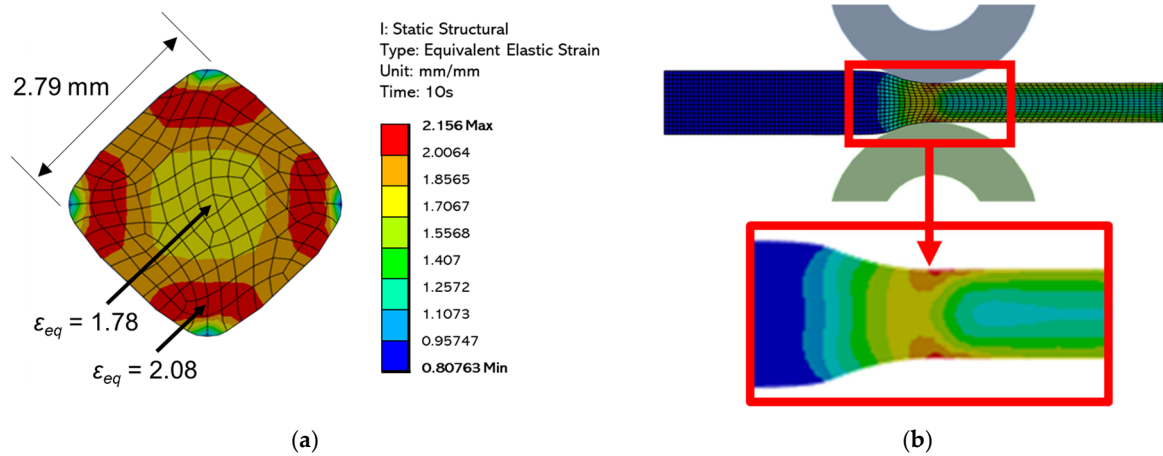 2.79 mm
εeq = 1.78
εeq = 2.08
I: Static Structural
Type: Equivalent Elastic Strain
Unit: mm/mm
Time: 10s
2.156 Max
2.0064
1.8565
1.7067
1.5568
1.407
1.2572
1.1073
0.95747
0.80763 Min
(a)
(b)